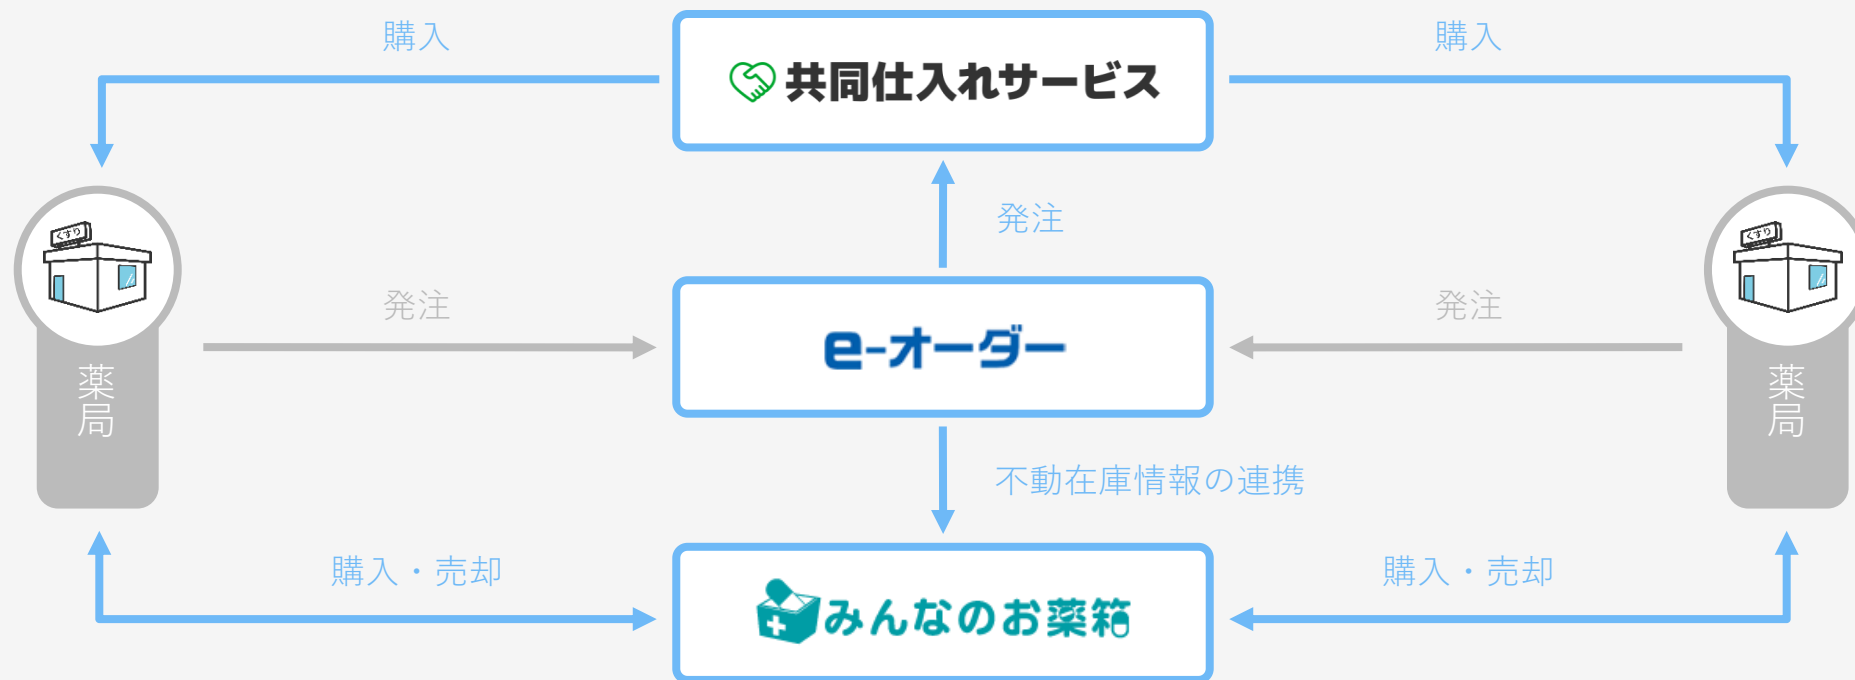 購入
共同仕入れサービス
購入
発注
くすり
くすり
発注
e-オーダー
発注
薬局
薬局
不動在庫情報の連携
購入・売却
みんなのお薬箱
購入・売却